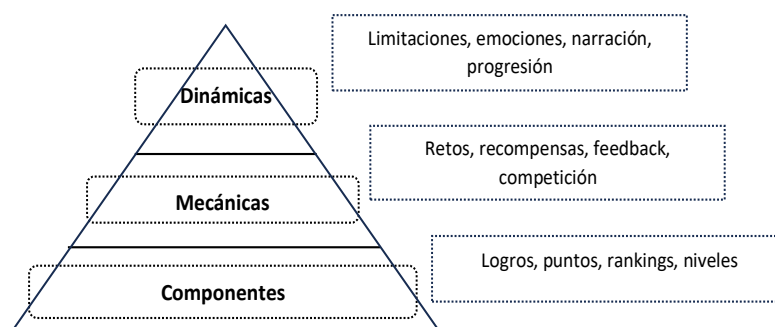 Limitaciones, emociones, narración,
progresión
Dinámicas
Retos, recompensas, feedback,
competición
Mecánicas
Logros, puntos, rankings, niveles
Componentes